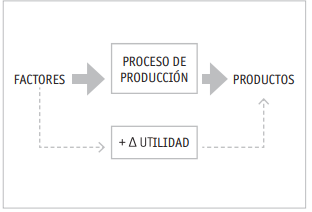 PROCESO DE
PRODUCCIÓN
FACTORES
PRODUCTOS
+ Δ UTILIDAD